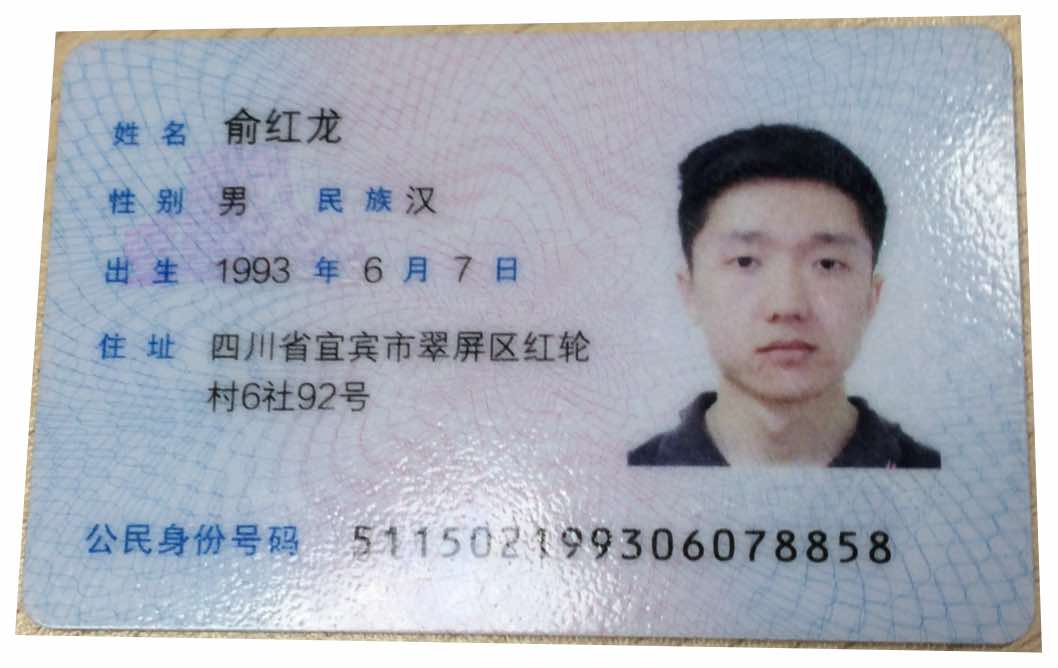 姓名 俞红龙
性别 男 民族 汉
出生 1993 年 6 月 7 日
住址 四川省宜宾市翠屏区红轮
村6社92号
公民身份号码 511502199306078858